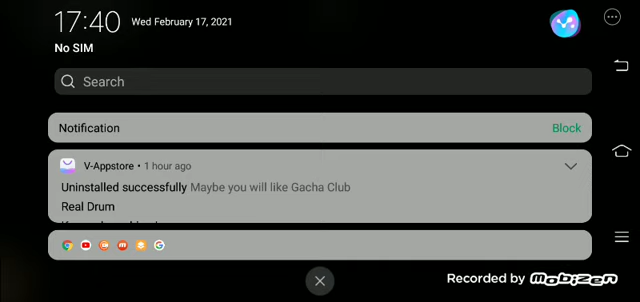 17:40 Wed February 17, 2021
No SIM
Search
Notification Block
V-Appstore • 1 hour ago
Uninstalled successfully Maybe you will like Gacha Club
Real Drum
Recorded by Mobizen